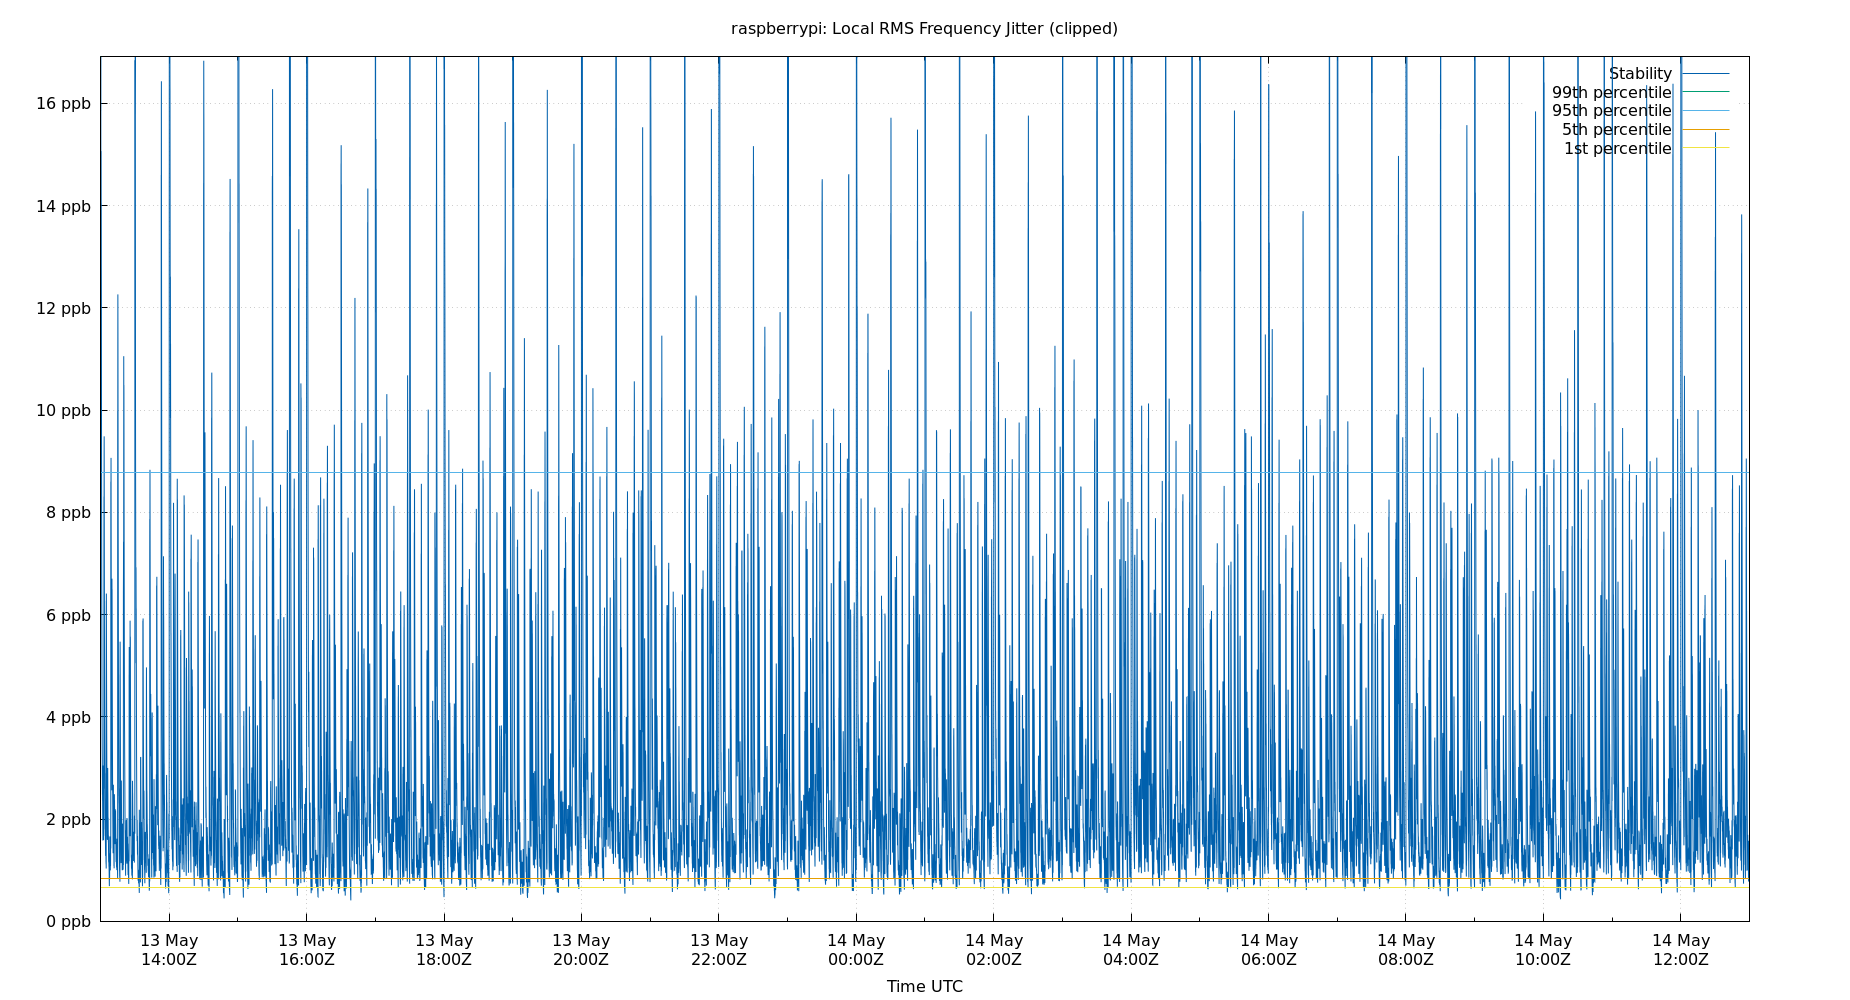 raspberrypi: Local RMS Frequency Jitter (clipped)
Stability
99th percentile
95th percentile
5th percentile
1st percentile
16 ppb
14 ppb
12 ppb
10 ppb
8 ppb
6 ppb
4 ppb
2 ppb
0 ppb
13 May 13 May 13 May 13 May 13 May 14 May 14 May 14 May 14 May 14 May 14 May 14 May
14:00Z 16:00Z 18:00Z 20:00Z 22:00Z 00:00Z 02:00Z 04:00Z 06:00Z 08:00Z 10:00Z 12:00Z
Time UTC